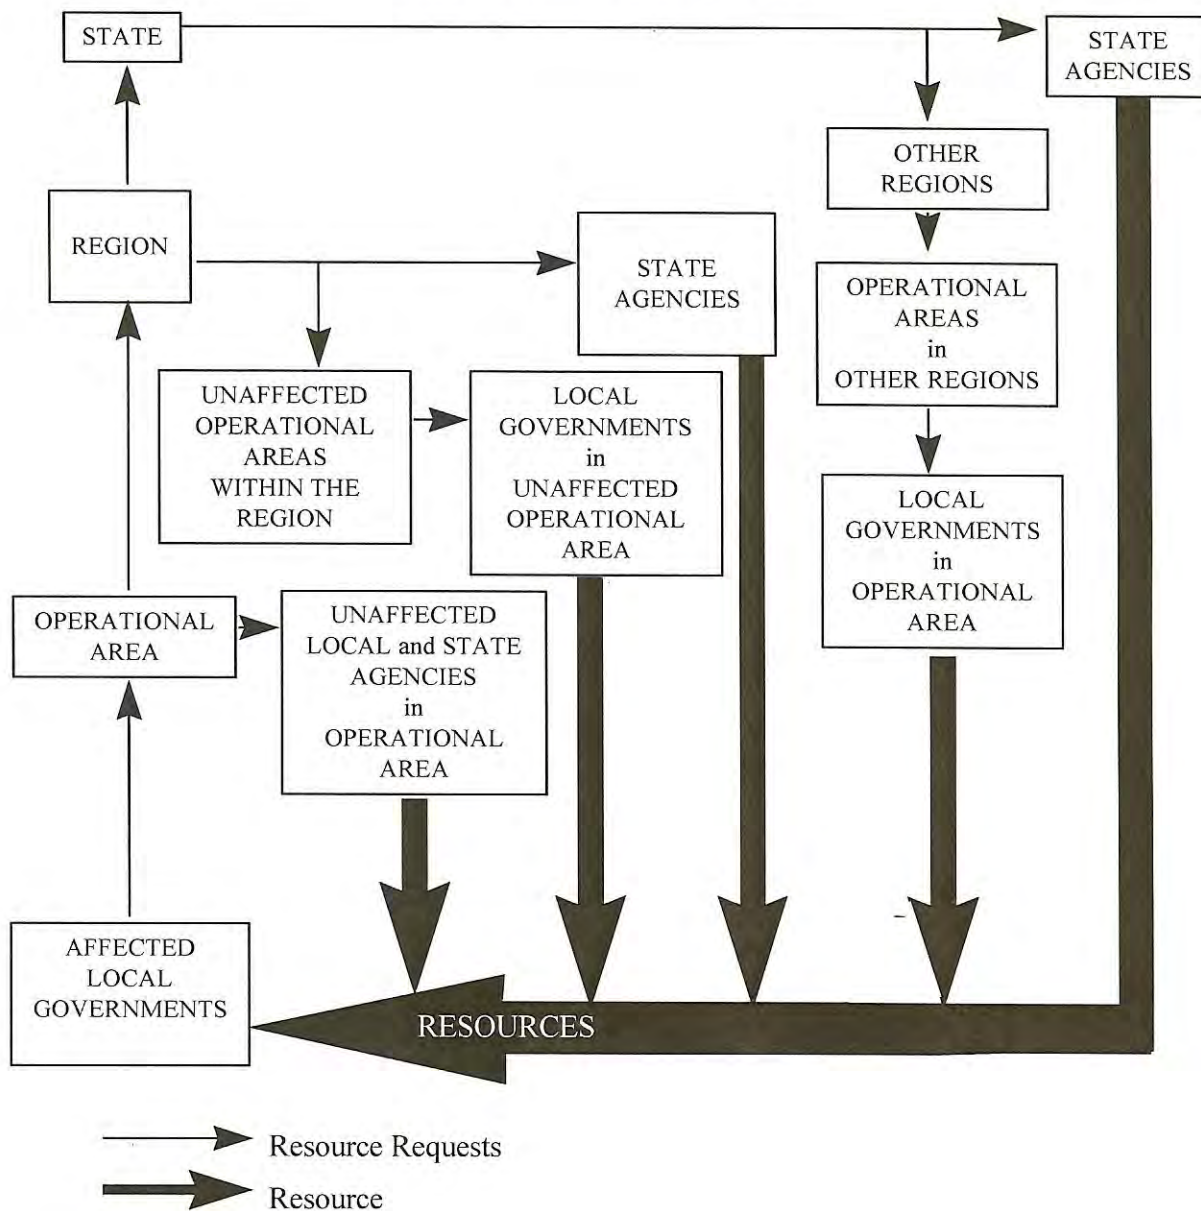 STATE
STATE
AGENCIES
OTHER
REGIONS
REGION
STATE
AGENCIES
OPERATIONAL
AREAS
in
OTHER REGIONS
UNAFFECTED
OPERATIONAL
AREAS
WITHIN THE
REGION
LOCAL
GOVERNMENTS
in
UNAFFECTED
OPERATIONAL
AREA
LOCAL
GOVERNMENTS
in
OPERATIONAL
AREA
OPERATIONAL
AREA
UNAFFECTED
LOCAL and STATE
AGENCIES
in
OPERATIONAL
AREA
AFFECTED
LOCAL
GOVERNMENTS
RESOURCES
Resource Requests
Resource